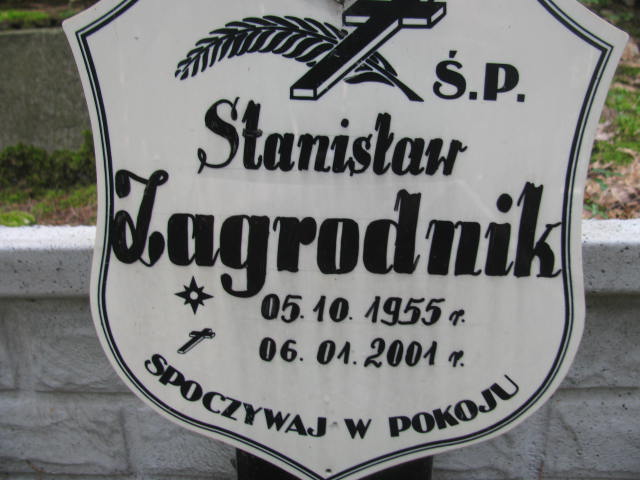 Ś.P.
Stanisław
Zagrodnik
05.10.1955 r.
06.01.2001 r.
SPOCZYWAJ W POKOJU